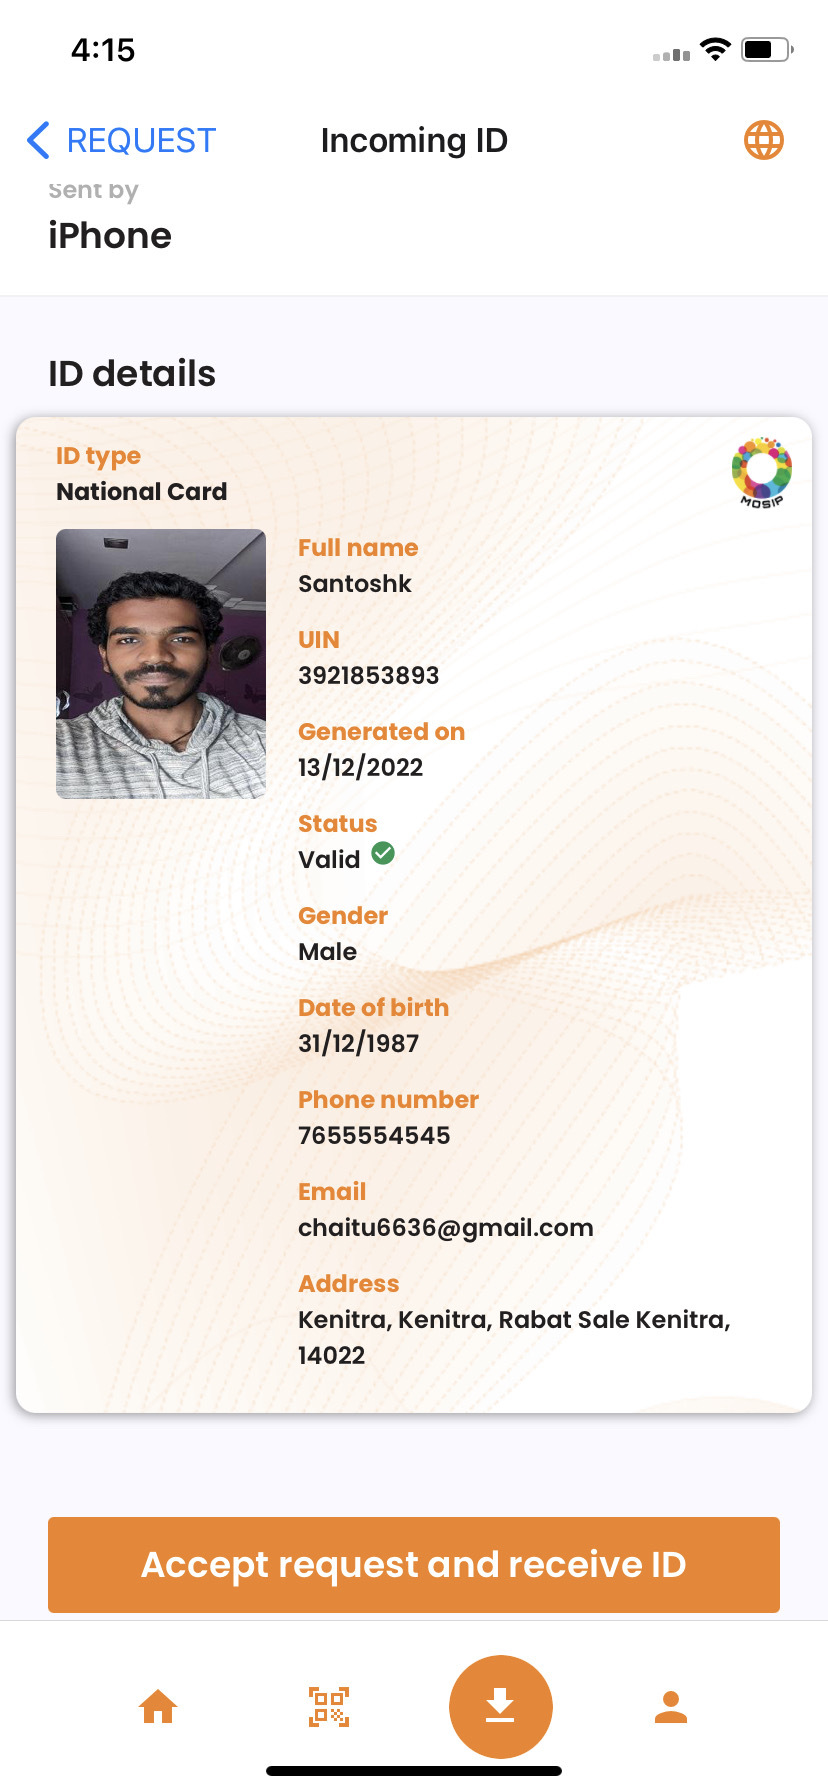 4:15
REQUEST
Incoming ID
Sent by
iPhone
ID details
ID type
National Card
MOSIP
Full name
Santoshk
UIN
3921853893
Generated on
13/12/2022
Status
Valid
Gender
Male
Date of birth
31/12/1987
Phone number
7655554545
Email
chaitu6636@gmail.com
Address
Kenitra, Kenitra, Rabat Sale Kenitra,
14022
Accept request and receive ID